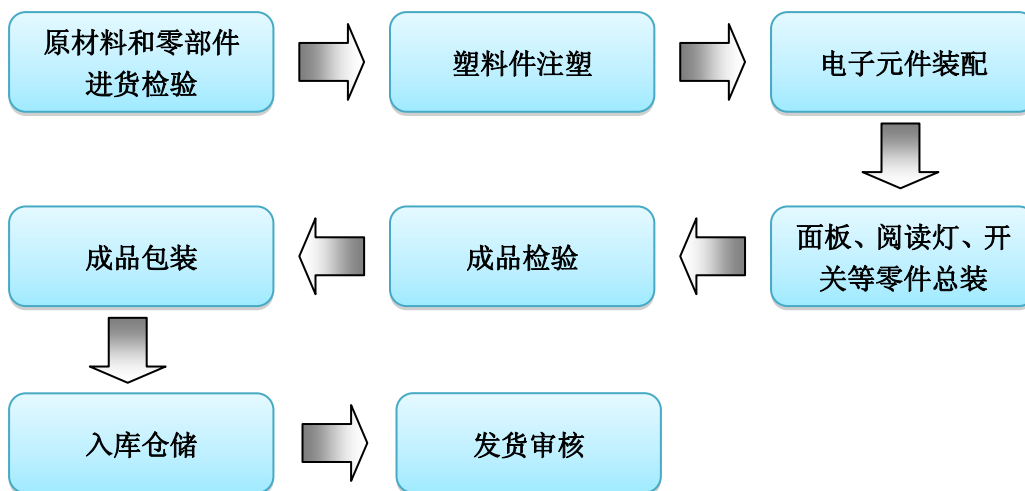 原材料和零部件
进货检验
塑料件注塑
电子元件装配
面板、阅读灯、开
关等零件总装
成品检验
成品包装
入库仓储
发货审核